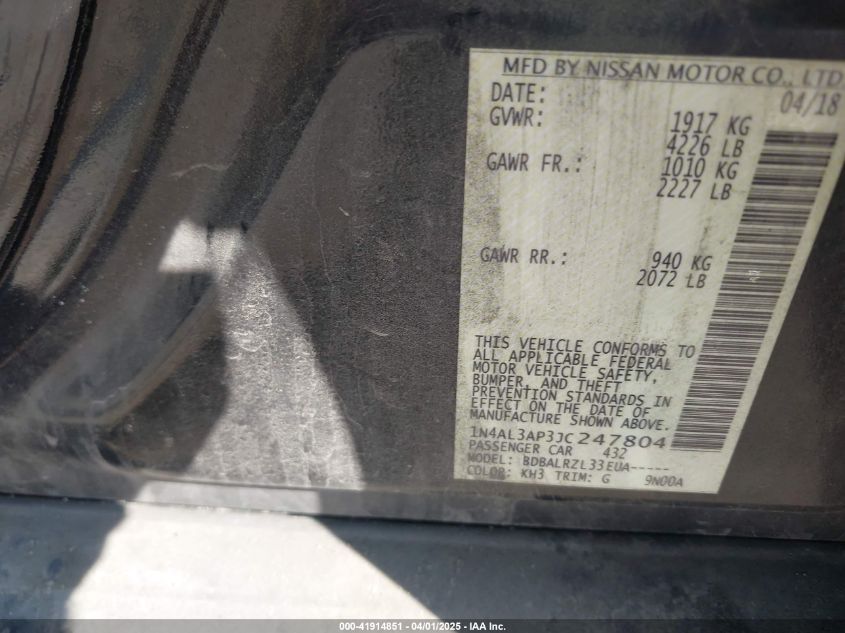 MFD BY NISSAN MOTOR CO., LTD
DATE: 04/18
GVWR: 1917 KG
4226 LB
GAWR FR.: 1010 KG
2227 LB
GAWR RR.: 940 KG
2072 LB
THIS VEHICLE CONFORMS TO
ALL APPLICABLE FEDERAL
MOTOR VEHICLE SAFETY,
BUMPER, AND THEFT
PREVENTION STANDARDS IN
EFFECT ON THE DATE OF
MANUFACTURE SHOWN ABOVE.
1N4AL3AP3JC247804
PASSENGER CAR 432
MODEL: BDBALRZL33EUA-----
COLOR: KH3 TRIM: G 9N00A
000-41914851 - 04/01/2025 - IAA Inc.